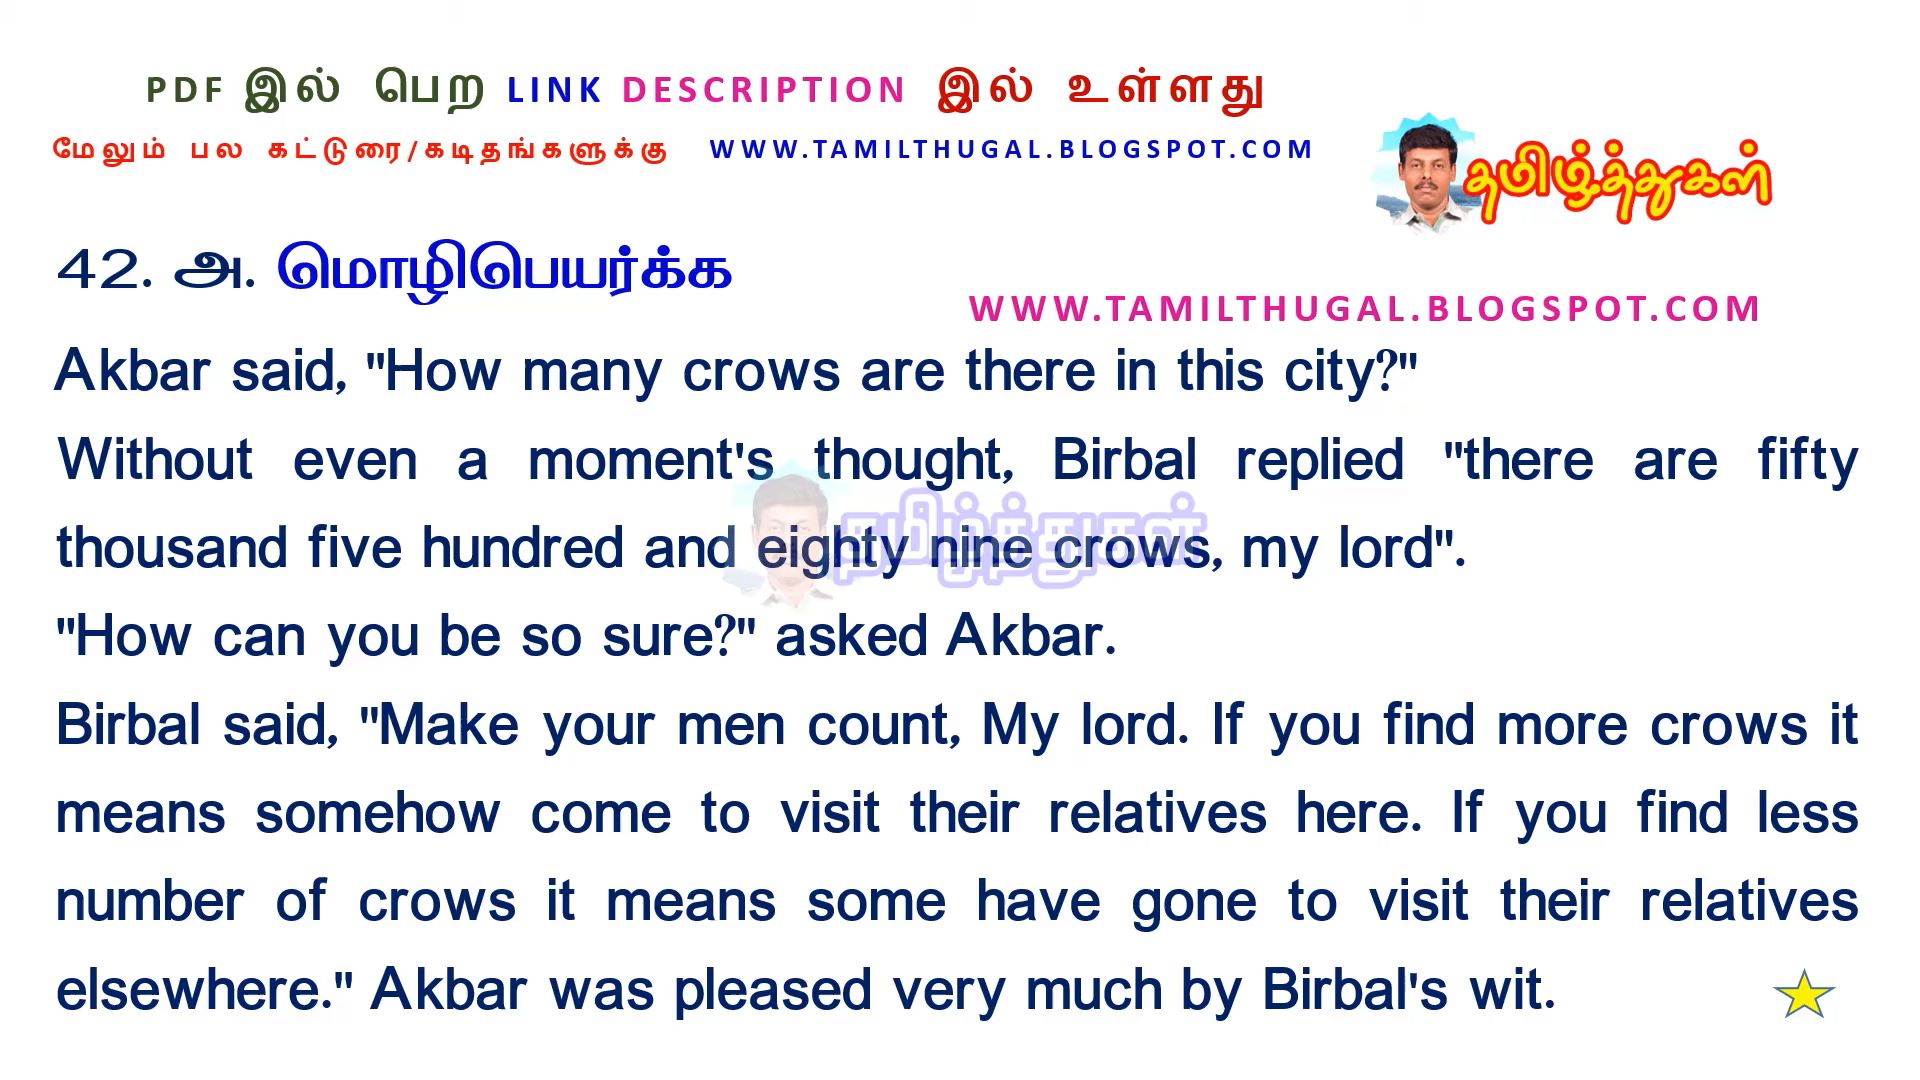 PDF இல் பெற LINK DESCRIPTION இல் உள்ளது
மேலும் பல கட்டுரை/கடிதங்களுக்கு WWW.TAMILTHUGAL.BLOGSPOT.COM
தமிழ்த்துகள்
42. அ. மொழிபெயர்க்க
WWW.TAMILTHUGAL.BLOGSPOT.COM
Akbar said, "How many crows are there in this city?"
Without even a moment's thought, Birbal replied "there are fifty
thousand five hundred and eighty nine crows, my lord".
தமிழ்த்துகள்
"How can you be so sure?" asked Akbar.
Birbal said, "Make your men count, My lord. If you find more crows it
means somehow come to visit their relatives here. If you find less
number of crows it means some have gone to visit their relatives
elsewhere." Akbar was pleased very much by Birbal's wit.